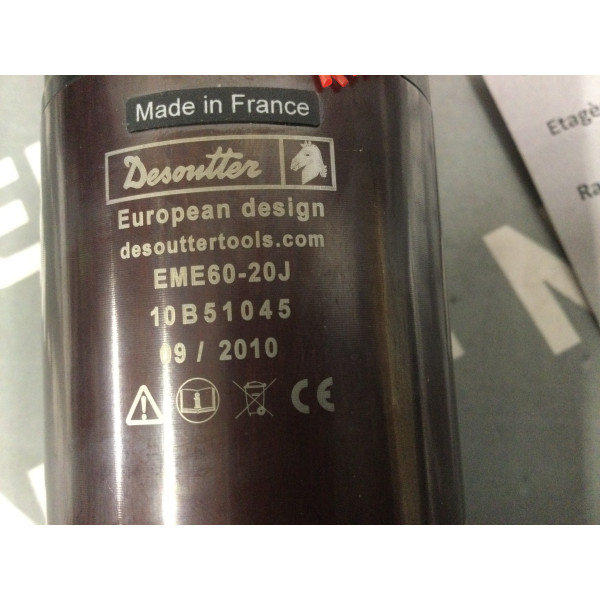 Made in France
Desoutter
European design
desouttertools.com
EME60-20J
10B51045
09 / 2010
CE
Etagè
Ra